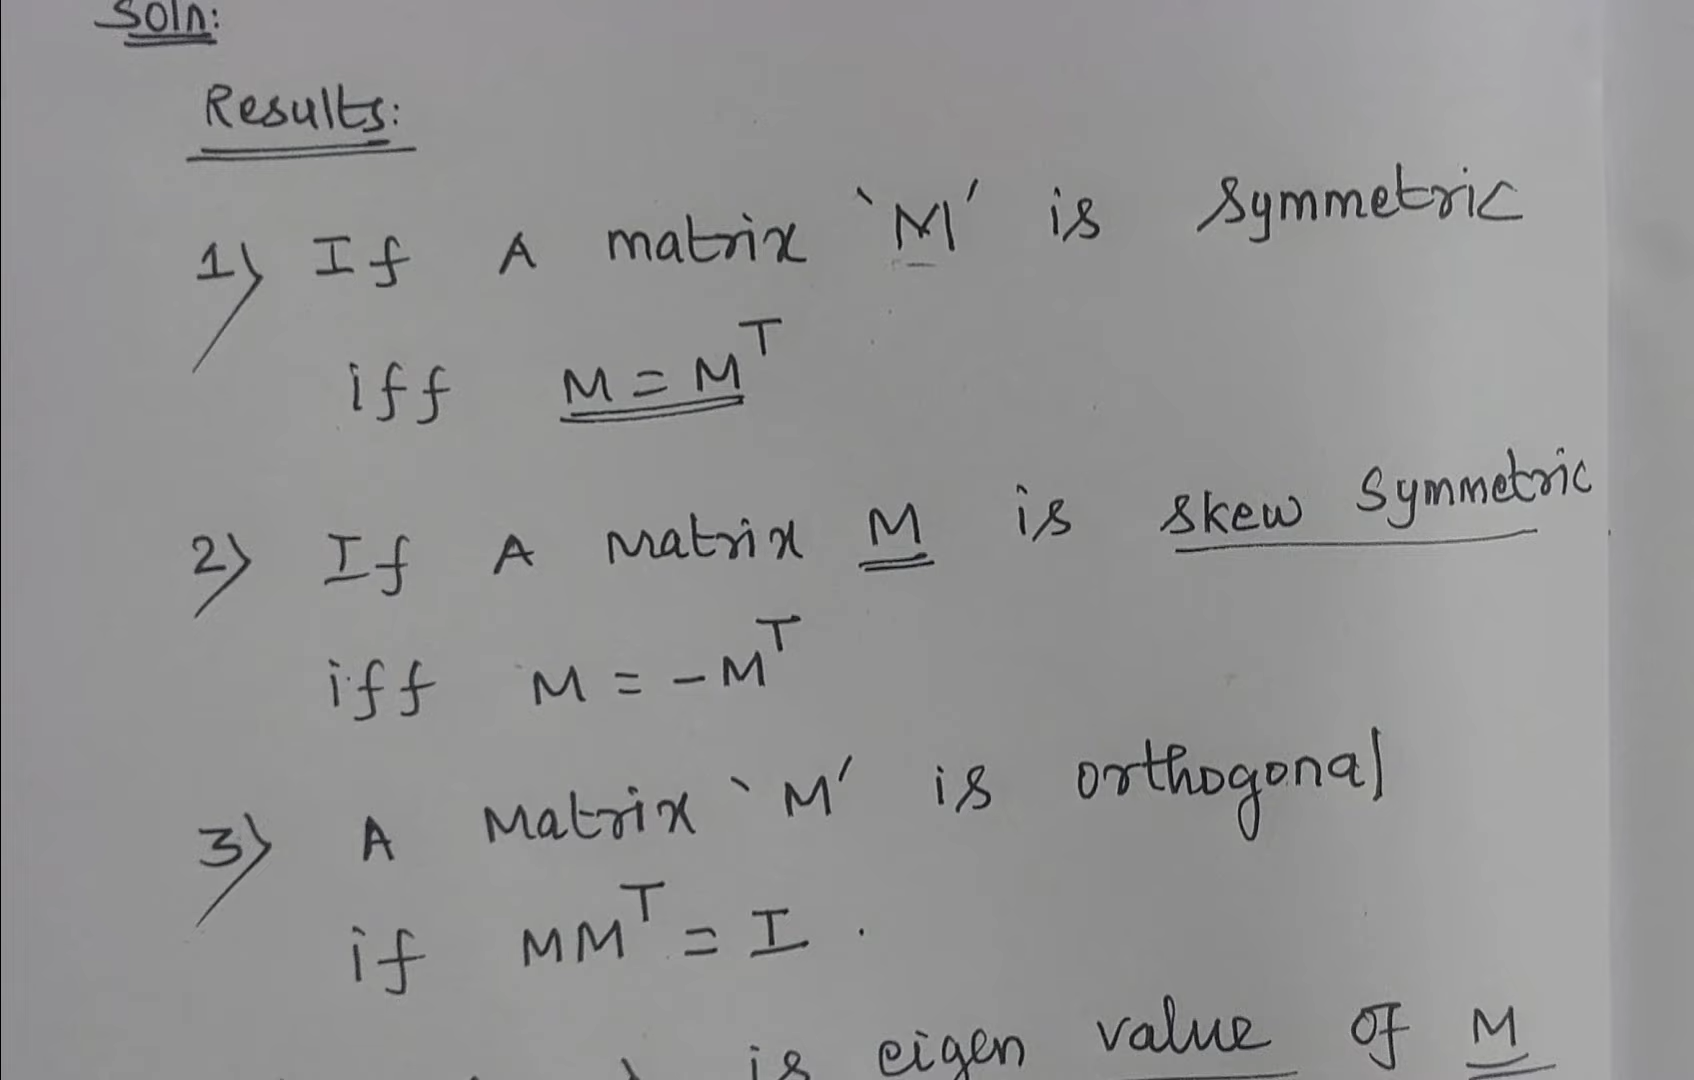 Soln:
Results:
1) If A matrix `M' is symmetric
iff M = M^T
2) If A Matrix M is skew symmetric
iff M = -M^T
3) A Matrix `M' is orthogonal
if MM^T = I.
is eigen value of M